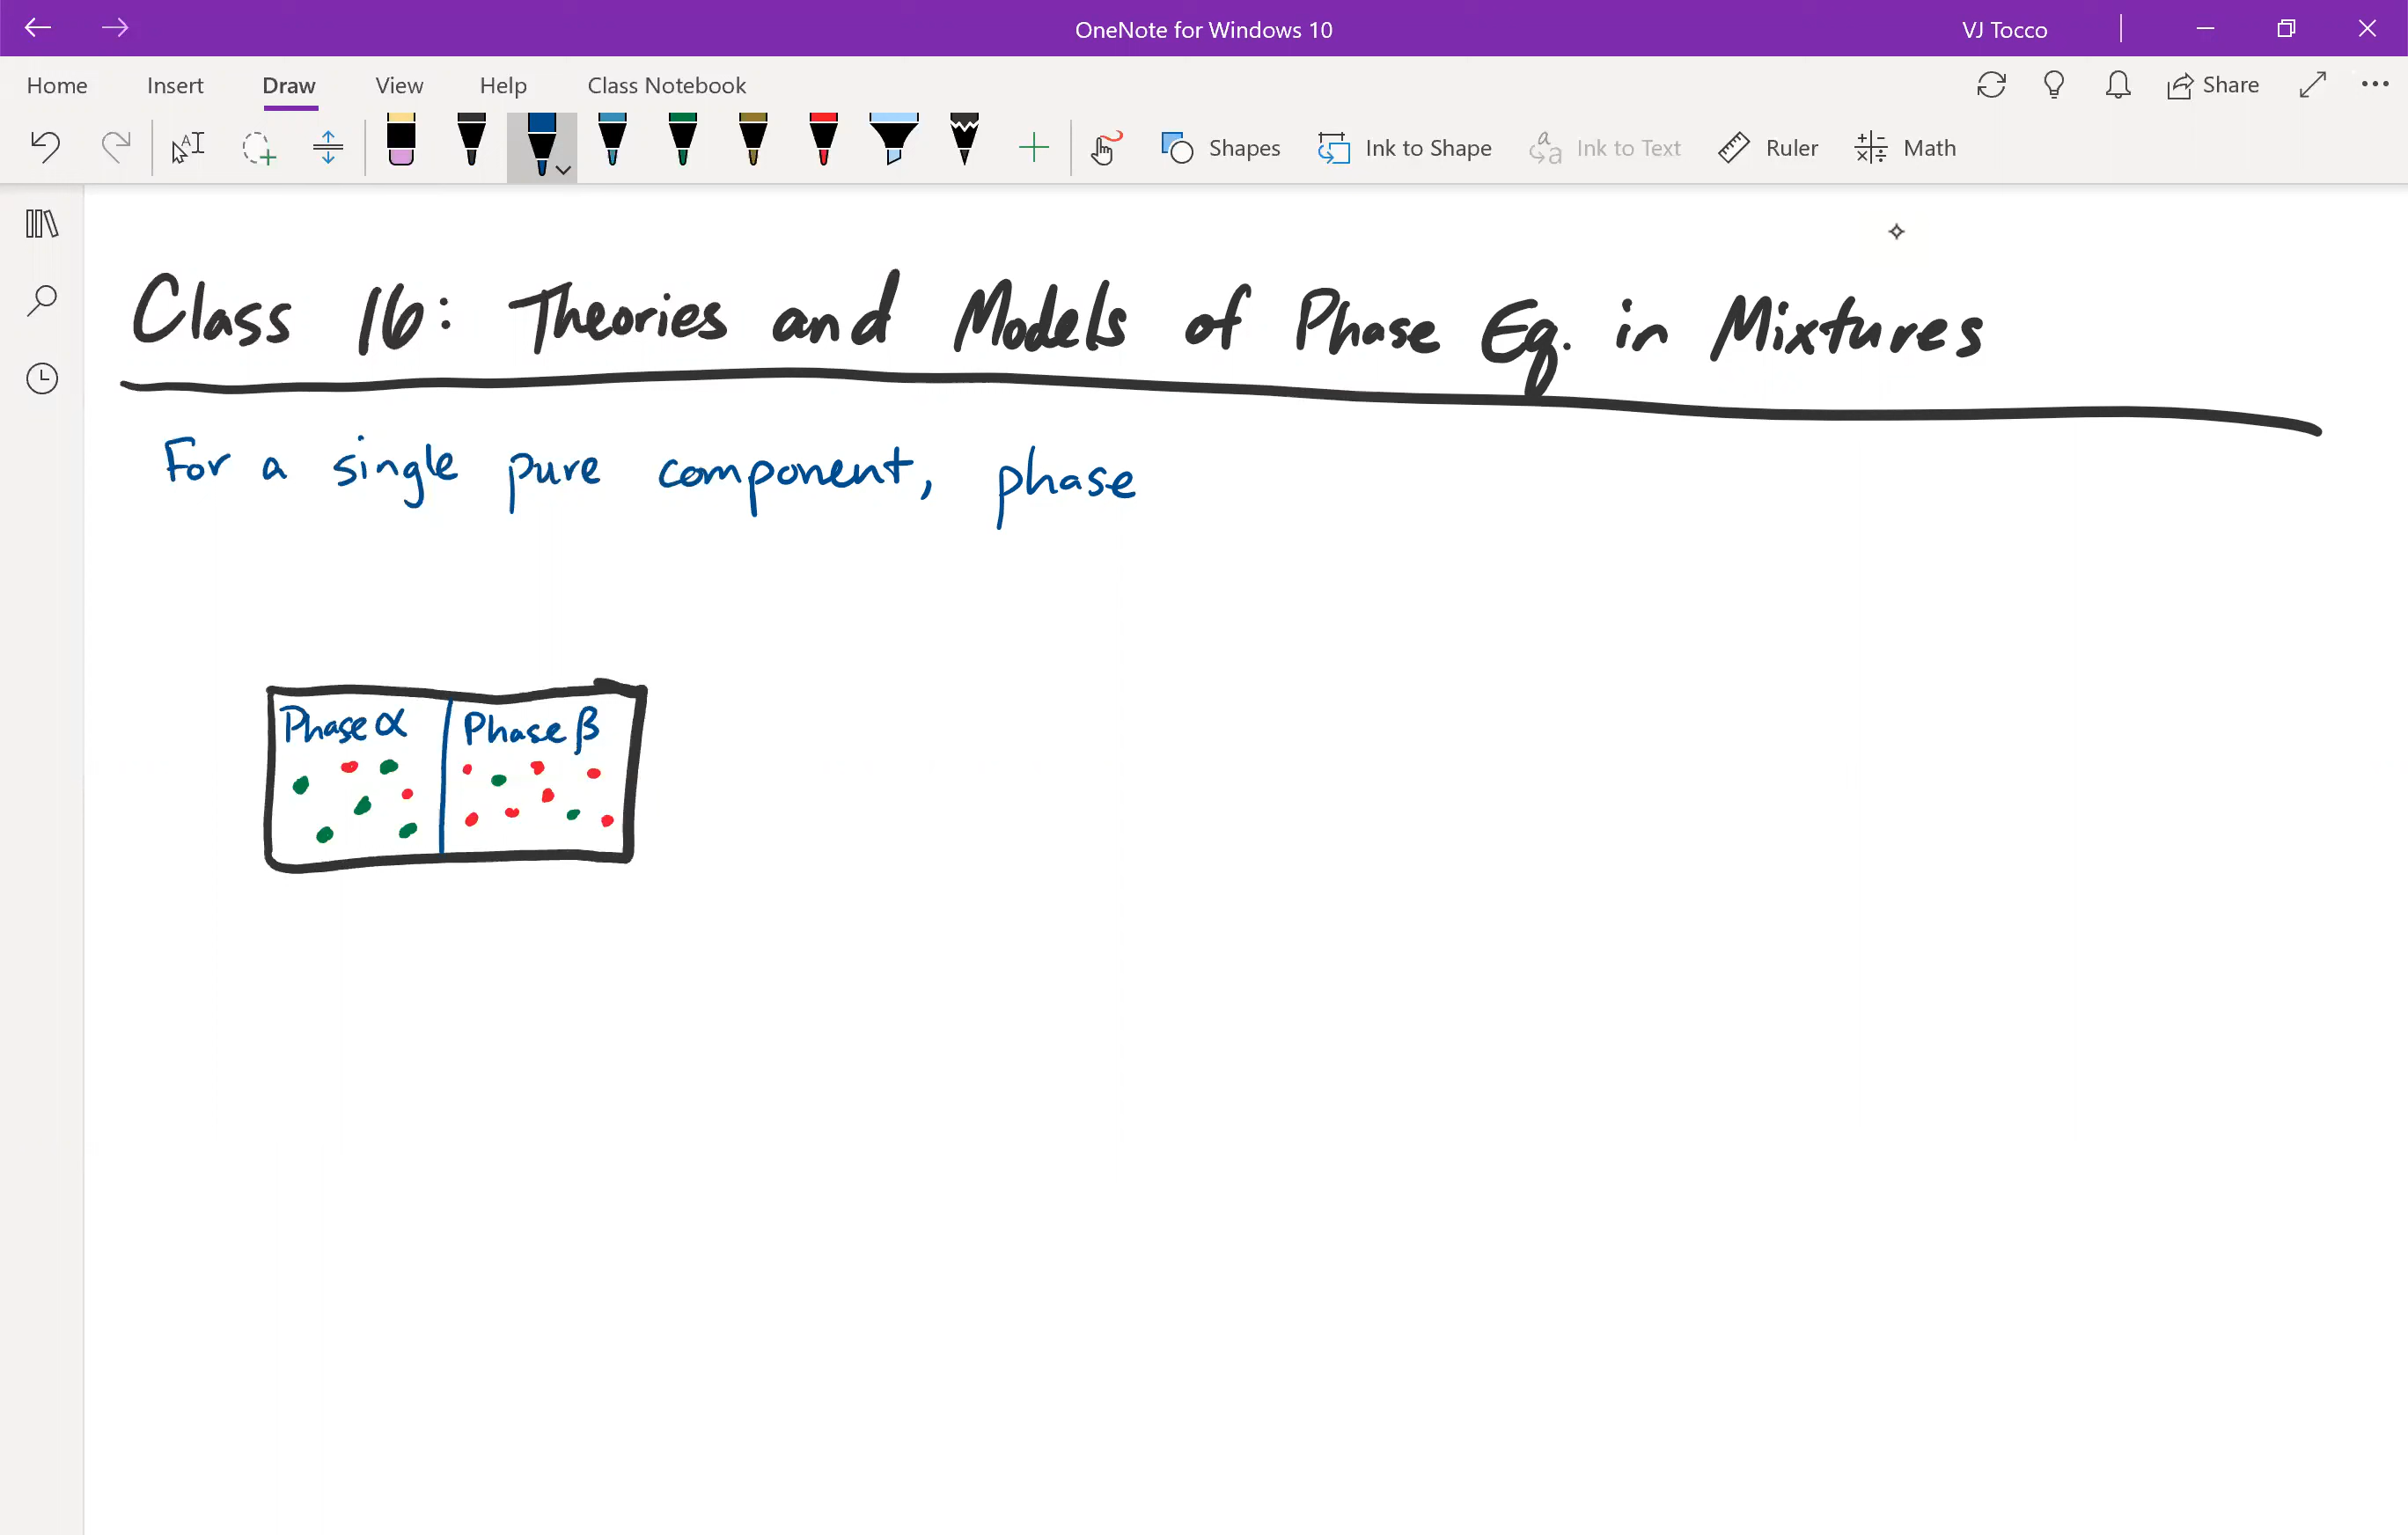 OneNote for Windows 10
VJ Tocco
Home Insert Draw View Help Class Notebook Share
Shapes Ink to Shape Ink to Text Ruler Math
Class 16: Theories and Models of Phase Eq. in Mixtures
For a single pure component, phase
Phase α Phase β